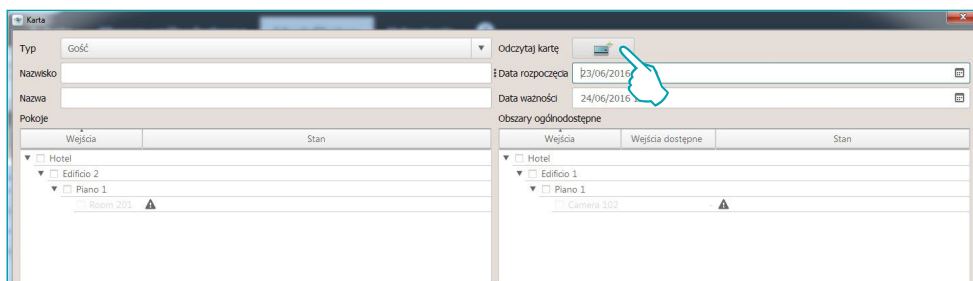 Karta
Typ Gość Odczytaj kartę
Nazwisko Data rozpoczęcia 23/06/2016
Nazwa Data ważności 24/06/2016
Pokoje Obszary ogólnodostępne
Wejścia Stan Wejścia Wejścia dostępne Stan
Hotel Hotel
Edificio 2 Edificio 1
Piano 1 Piano 1
Room 201 Camera 102 -